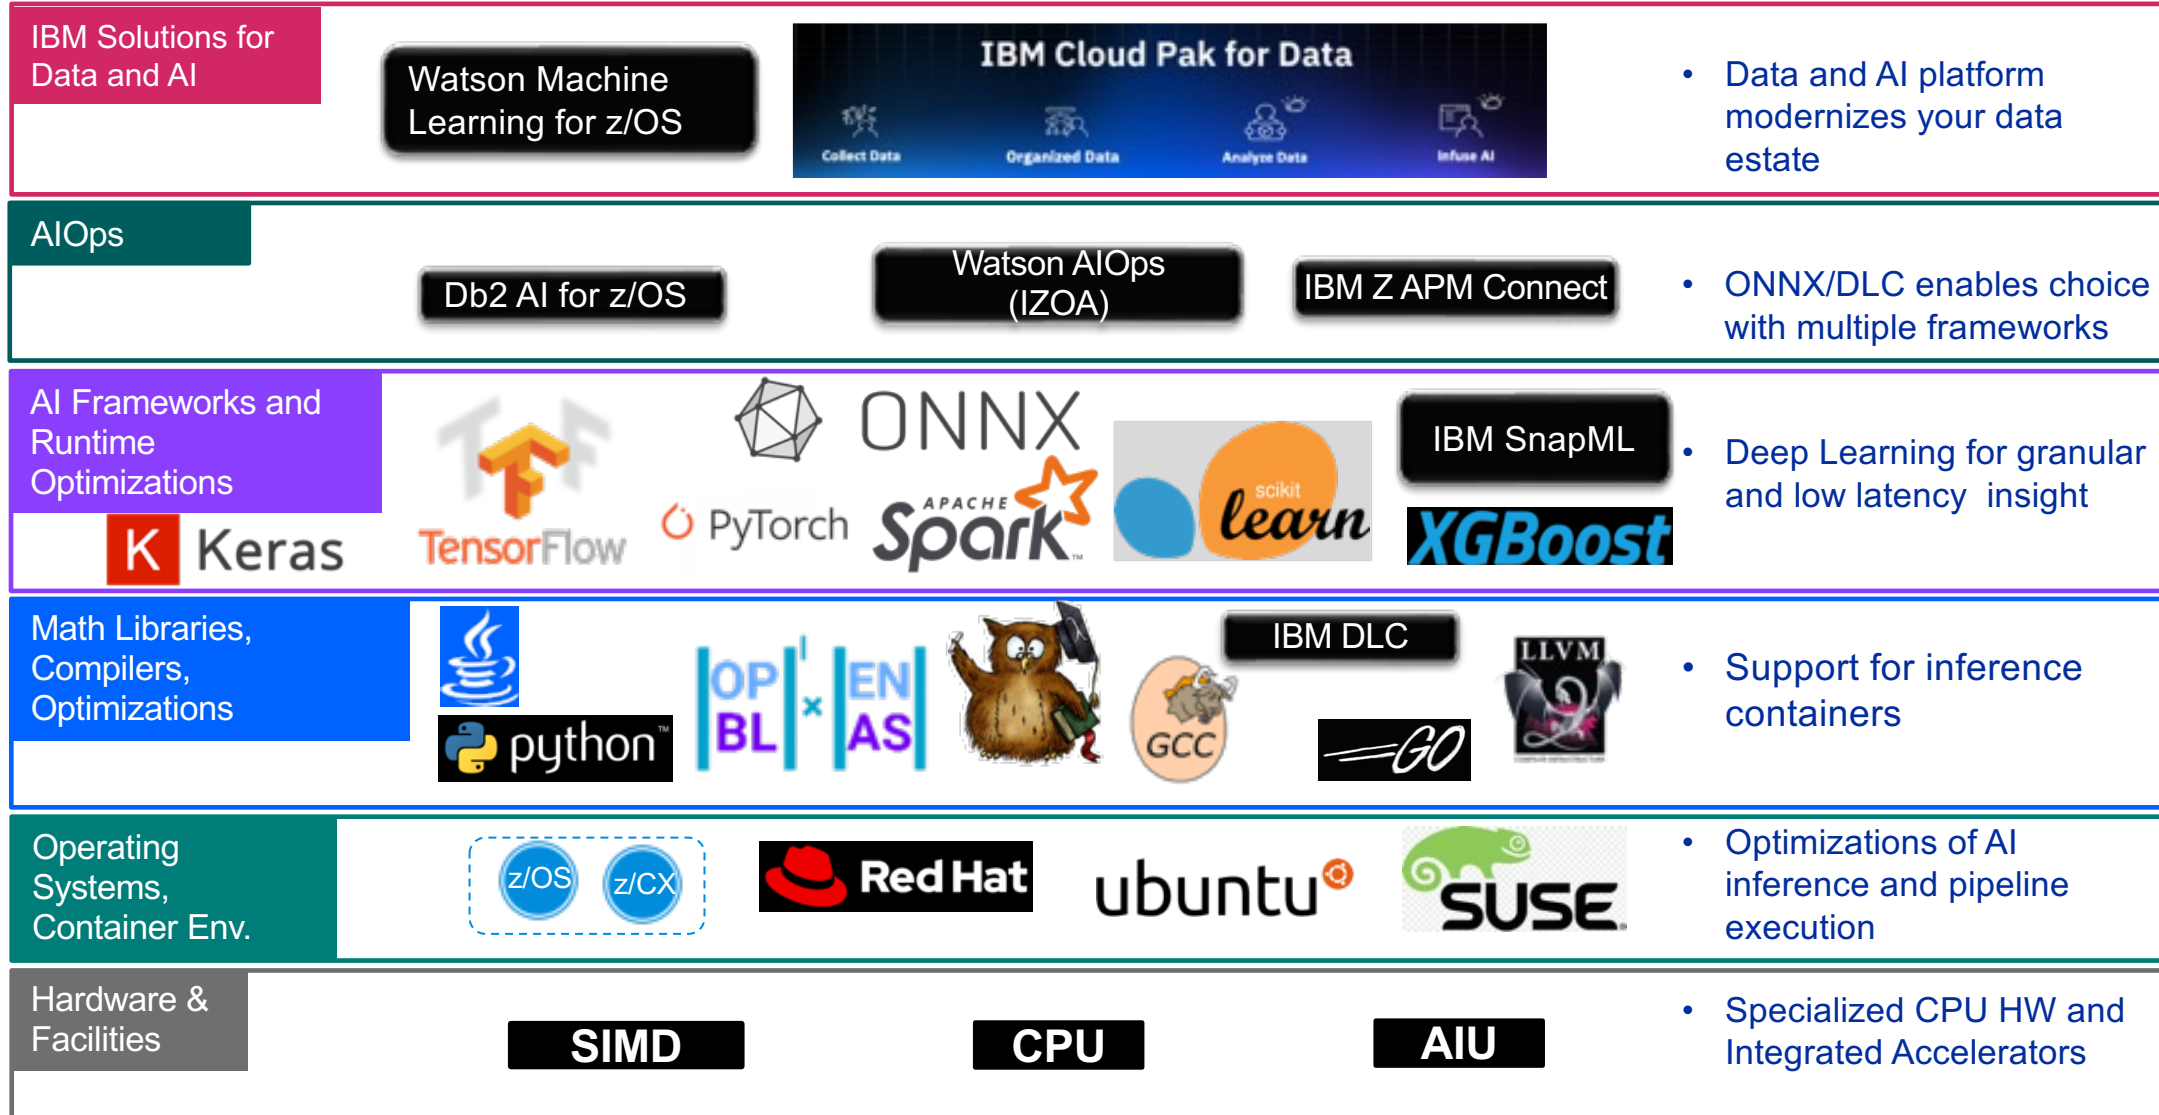 IBM Solutions for
Data and AI
Watson Machine
Learning for z/OS
IBM Cloud Pak for Data
Collect Data
Organized Data
Analyze Data
Infuse AI
• Data and AI platform
modernizes your data
estate
AIOps
Db2 AI for z/OS
Watson AIOps
(IZOA)
IBM Z APM Connect
• ONNX/DLC enables choice
with multiple frameworks
AI Frameworks and
Runtime
Optimizations
K Keras
TensorFlow
ONNX
PyTorch
APACHE
Spark™
scikit
learn
IBM SnapML
XGBoost
• Deep Learning for granular
and low latency insight
Math Libraries,
Compilers,
Optimizations
python™
OP EN
BL AS
GCC
IBM DLC
GO
LLVM
• Support for inference
containers
Operating
Systems,
Container Env.
z/OS
z/CX
Red Hat
ubuntu
SUSE
• Optimizations of AI
inference and pipeline
execution
Hardware &
Facilities
SIMD
CPU
AIU
• Specialized CPU HW and
Integrated Accelerators